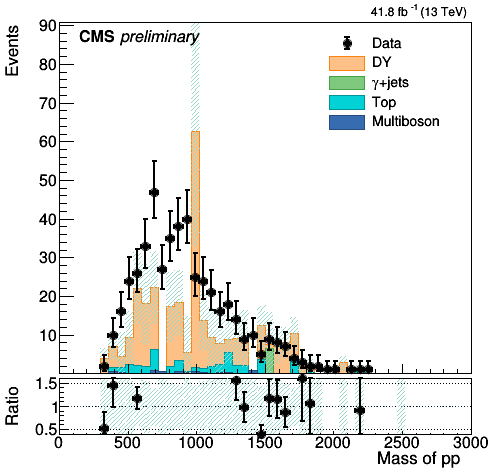 41.8 fb⁻¹ (13 TeV)
CMS preliminary
Events
90
80
70
60
50
40
30
20
10
Data
DY
γ+jets
Top
Multiboson
Ratio
1.5
1
0.5
0 500 1000 1500 2000 2500 3000
Mass of pp